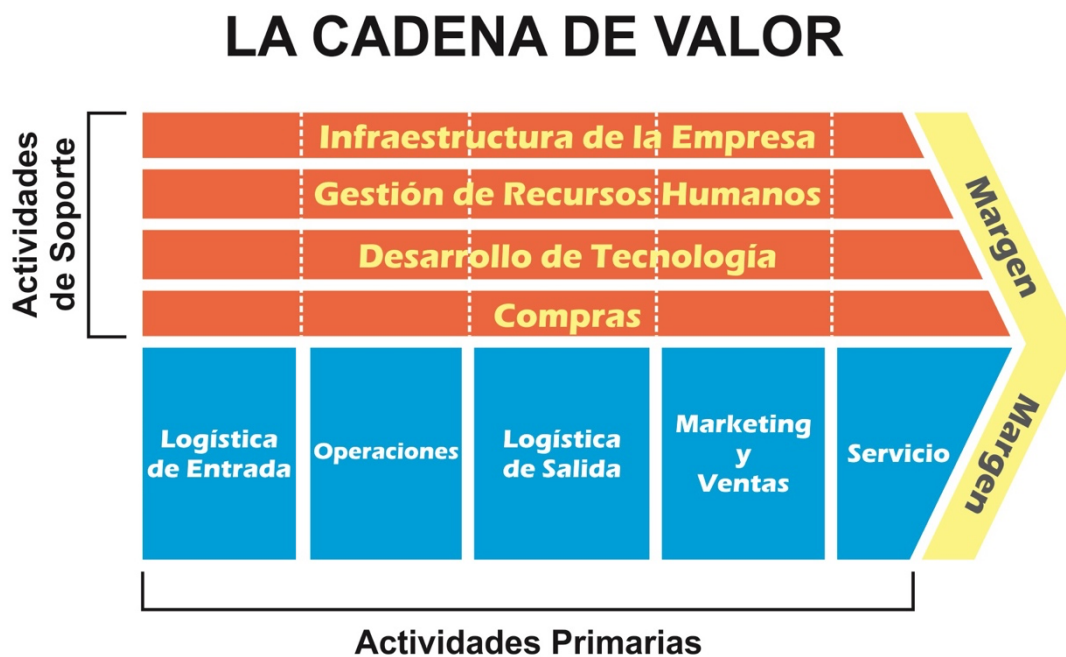 LA CADENA DE VALOR
Actividades
de Soporte
Infraestructura de la Empresa
Gestión de Recursos Humanos
Desarrollo de Tecnología
Compras
Margen
Logística
de Entrada
Operaciones
Logística
de Salida
Marketing
y
Ventas
Servicio
Margen
Actividades Primarias